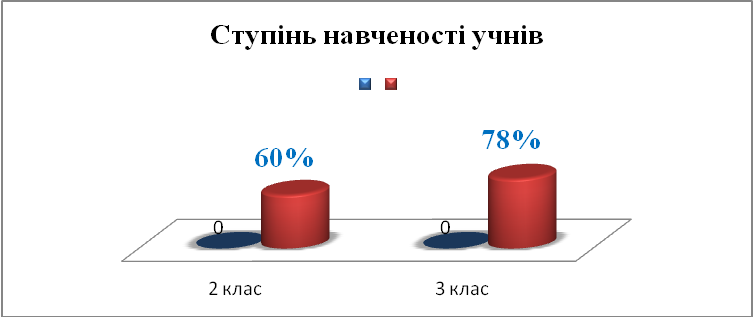 Ступінь навченості учнів
60%
78%
0
0
2 клас
3 клас